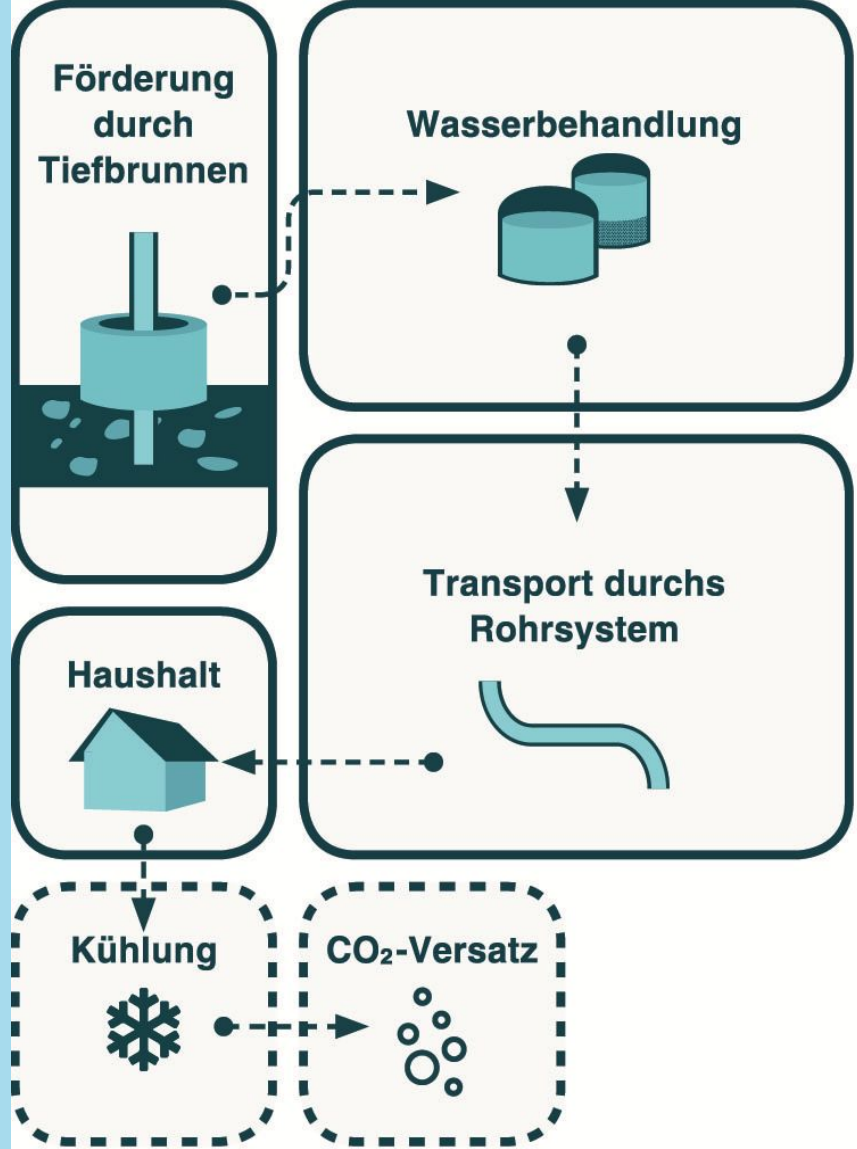 Förderung
durch
Tiefbrunnen
Wasserbehandlung
Transport durchs
Rohrsystem
Haushalt
Kühlung
CO₂-Versatz